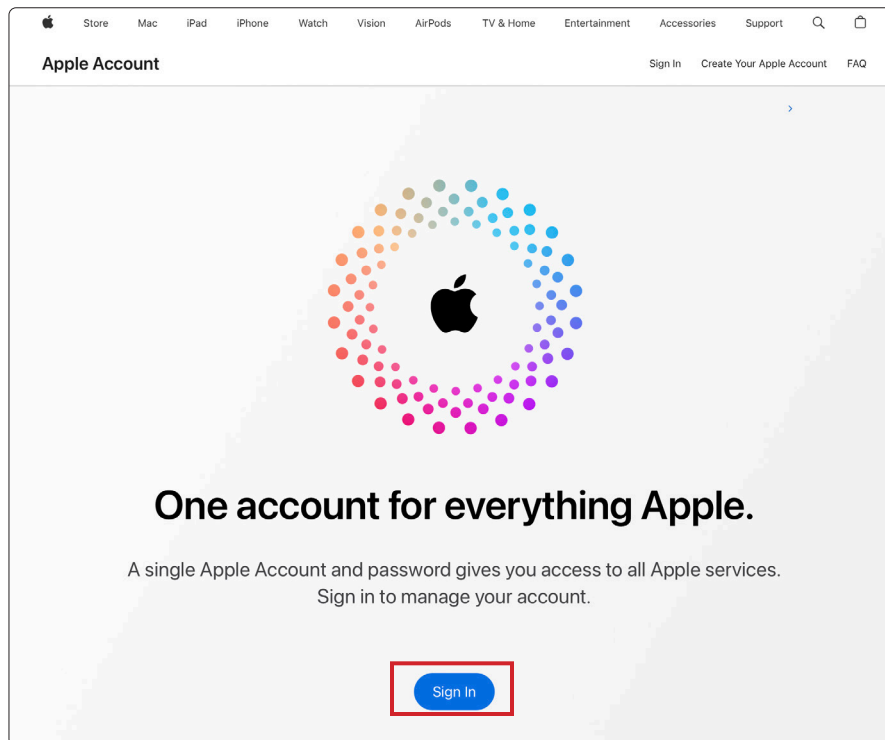 Store Mac iPad iPhone Watch Vision AirPods TV & Home Entertainment Accessories Support
Apple Account Sign In Create Your Apple Account FAQ
One account for everything Apple.
A single Apple Account and password gives you access to all Apple services.
Sign in to manage your account.
Sign In